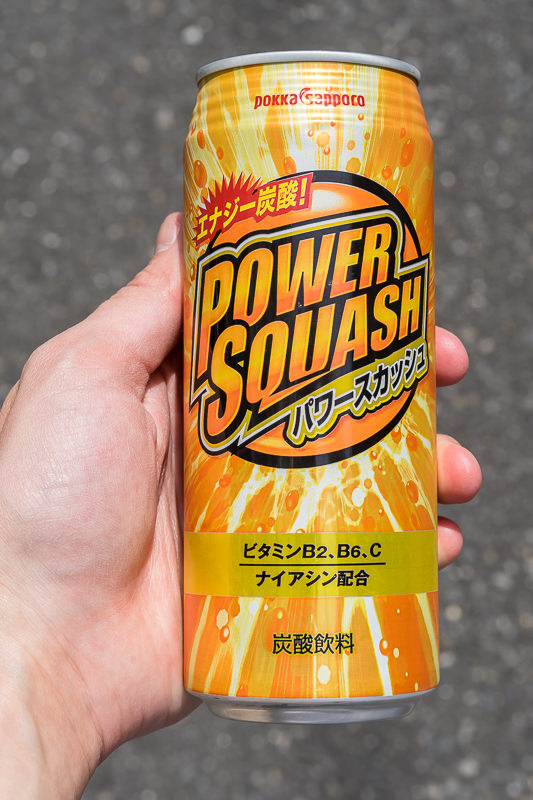 pokka sapporo
エナジー炭酸!
POWER
SQUASH
パワースカッシュ
ビタミンB2、B6、C
ナイアシン配合
炭酸飲料